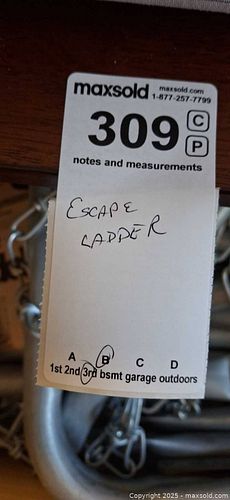 maxsold maxsold.com
1-877-257-7799
309 C
P
notes and measurements
ESCAPE
LADDER
A B C D
1st 2nd 3rd bsmt garage outdoors
Copyright 2025 - maxsold.com